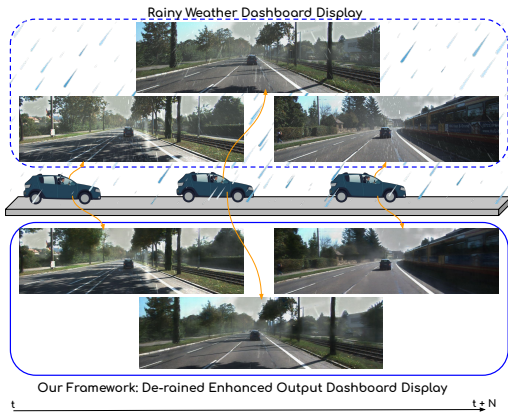 Rainy Weather Dashboard Display
Our Framework: De-rained Enhanced Output Dashboard Display
t
t + N